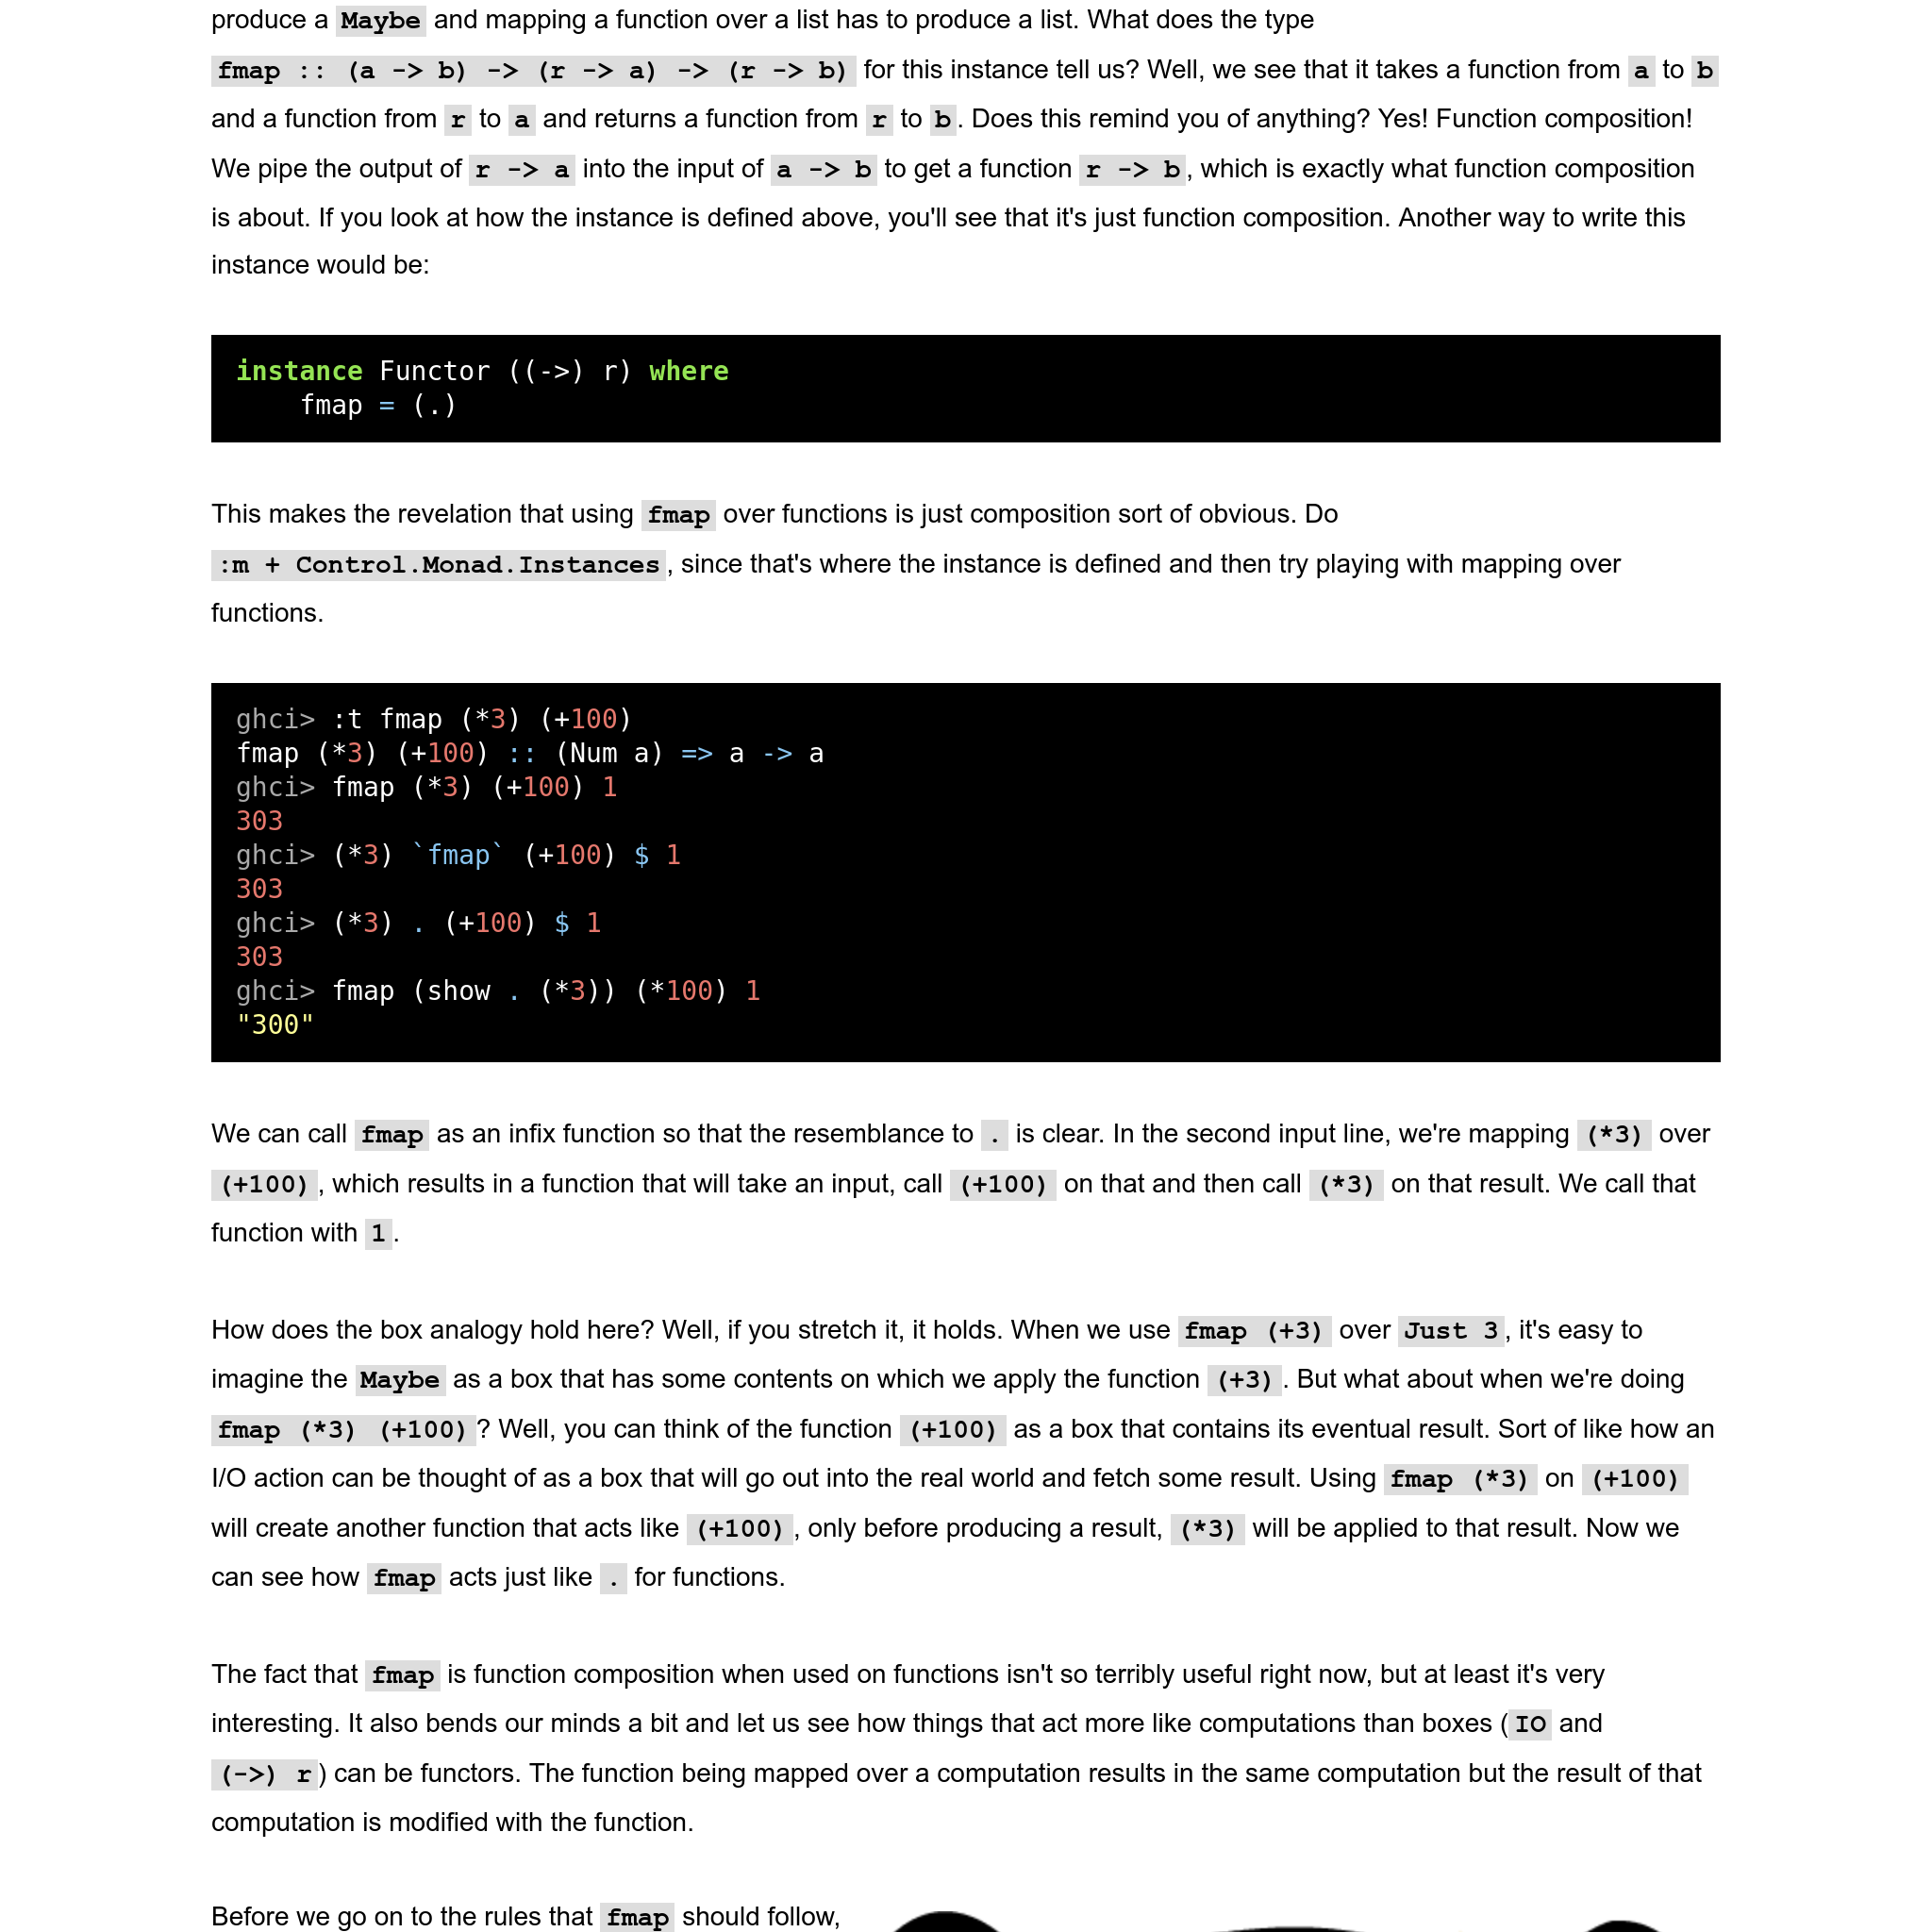 produce a Maybe and mapping a function over a list has to produce a list. What does the type
fmap :: (a -> b) -> (r -> a) -> (r -> b) for this instance tell us? Well, we see that it takes a function from a to b
and a function from r to a and returns a function from r to b. Does this remind you of anything? Yes! Function composition!
We pipe the output of r -> a into the input of a -> b to get a function r -> b, which is exactly what function composition
is about. If you look at how the instance is defined above, you'll see that it's just function composition. Another way to write this
instance would be:
instance Functor ((->) r) where
    fmap = (.)
This makes the revelation that using fmap over functions is just composition sort of obvious. Do
:m + Control.Monad.Instances, since that's where the instance is defined and then try playing with mapping over
functions.
ghci> :t fmap (*3) (+100)
fmap (*3) (+100) :: (Num a) => a -> a
ghci> fmap (*3) (+100) 1
303
ghci> (*3) `fmap` (+100) $ 1
303
ghci> (*3) . (+100) $ 1
303
ghci> fmap (show . (*3)) (*100) 1
"300"
We can call fmap as an infix function so that the resemblance to . is clear. In the second input line, we're mapping (*3) over
(+100), which results in a function that will take an input, call (+100) on that and then call (*3) on that result. We call that
function with 1.
How does the box analogy hold here? Well, if you stretch it, it holds. When we use fmap (+3) over Just 3, it's easy to
imagine the Maybe as a box that has some contents on which we apply the function (+3). But what about when we're doing
fmap (*3) (+100)? Well, you can think of the function (+100) as a box that contains its eventual result. Sort of like how an
I/O action can be thought of as a box that will go out into the real world and fetch some result. Using fmap (*3) on (+100)
will create another function that acts like (+100), only before producing a result, (*3) will be applied to that result. Now we
can see how fmap acts just like . for functions.
The fact that fmap is function composition when used on functions isn't so terribly useful right now, but at least it's very
interesting. It also bends our minds a bit and let us see how things that act more like computations than boxes (IO and
(->) r) can be functors. The function being mapped over a computation results in the same computation but the result of that
computation is modified with the function.
Before we go on to the rules that fmap should follow,